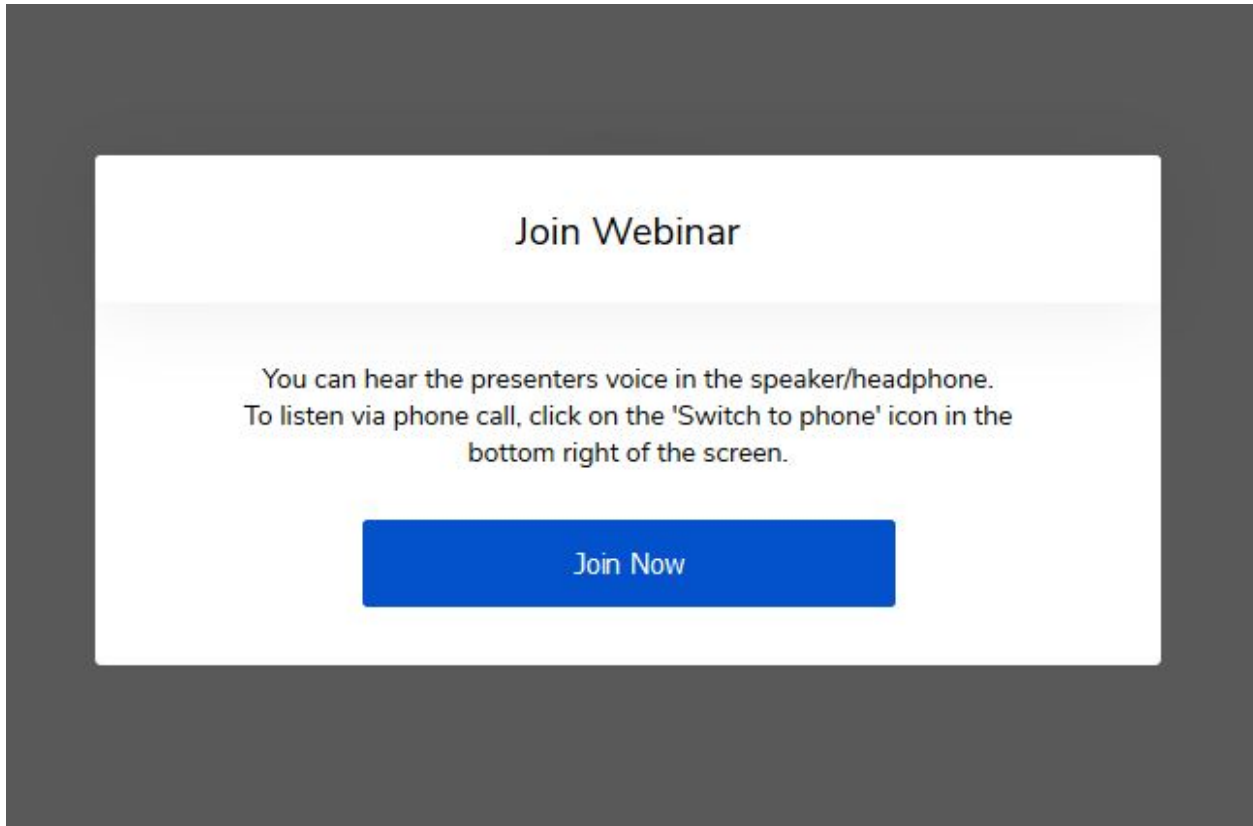 Join Webinar
You can hear the presenters voice in the speaker/headphone.
To listen via phone call, click on the 'Switch to phone' icon in the
bottom right of the screen.
Join Now